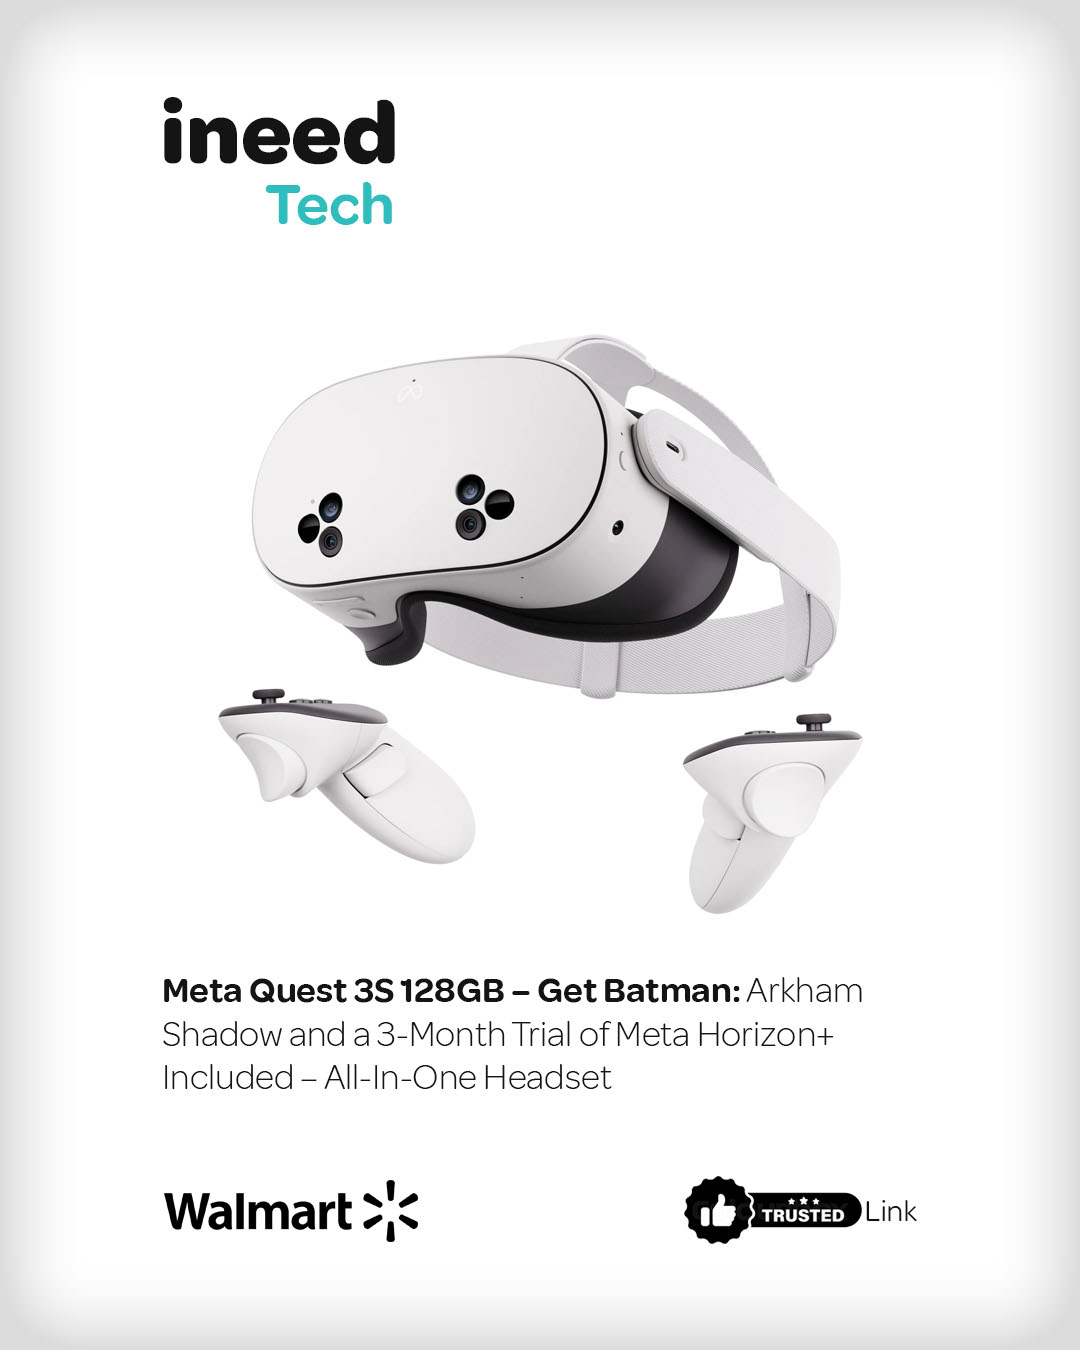 ineed
Tech
Meta Quest 3S 128GB – Get Batman: Arkham
Shadow and a 3-Month Trial of Meta Horizon+
Included – All-In-One Headset
Walmart
TRUSTED Link